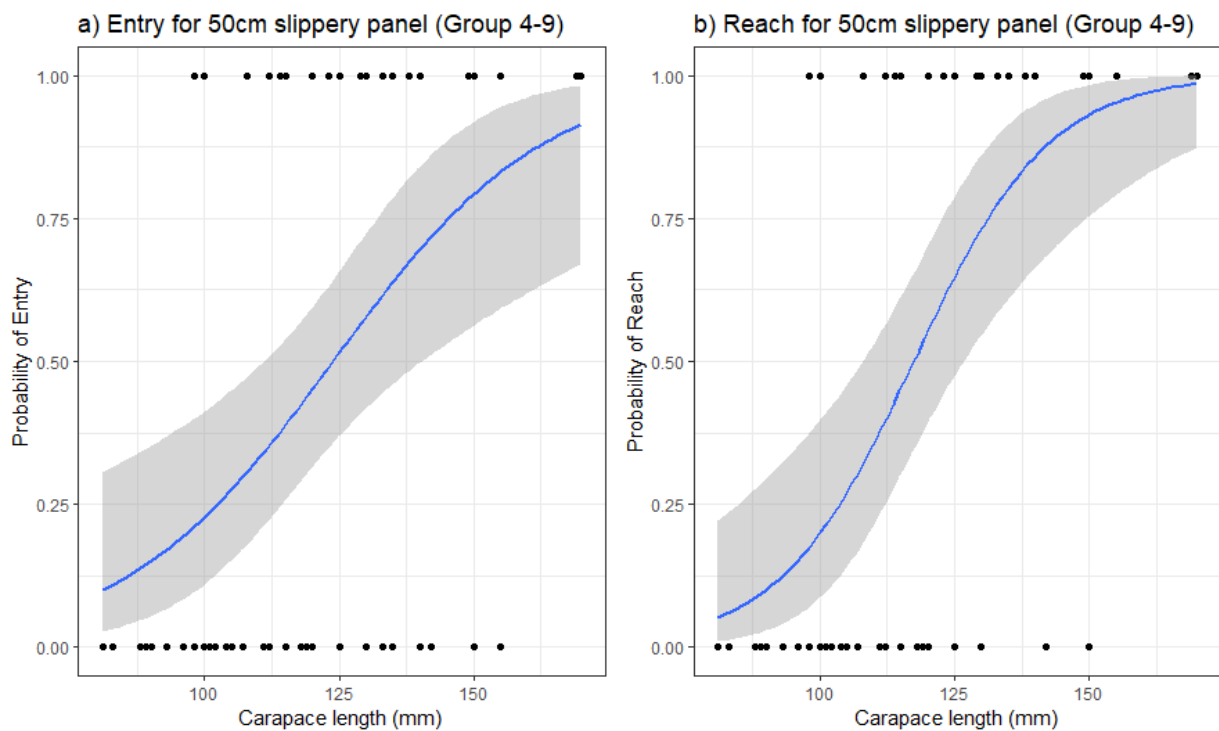 a) Entry for 50cm slippery panel (Group 4-9)
Probability of Entry
1.00
0.75
0.50
0.25
0.00
100
125
150
Carapace length (mm)
b) Reach for 50cm slippery panel (Group 4-9)
Probability of Reach
1.00
0.75
0.50
0.25
0.00
100
125
150
Carapace length (mm)